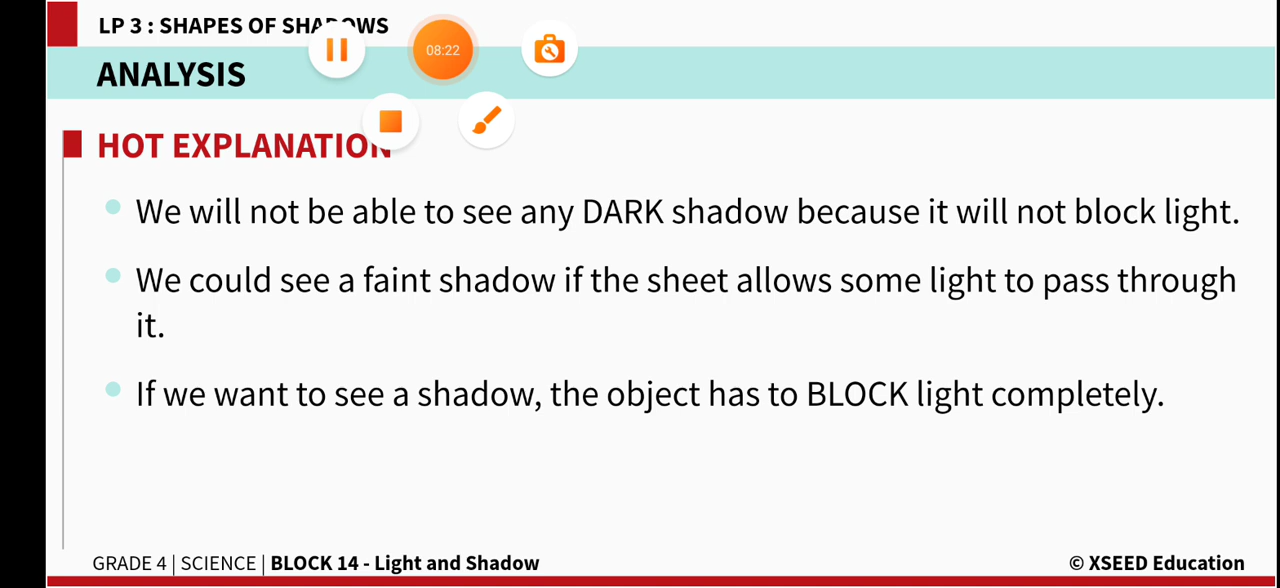 LP 3 : SHAPES OF SHADOWS
08:22
ANALYSIS
HOT EXPLANATION
We will not be able to see any DARK shadow because it will not block light.
We could see a faint shadow if the sheet allows some light to pass through
it.
If we want to see a shadow, the object has to BLOCK light completely.
GRADE 4 | SCIENCE | BLOCK 14 - Light and Shadow
© XSEED Education